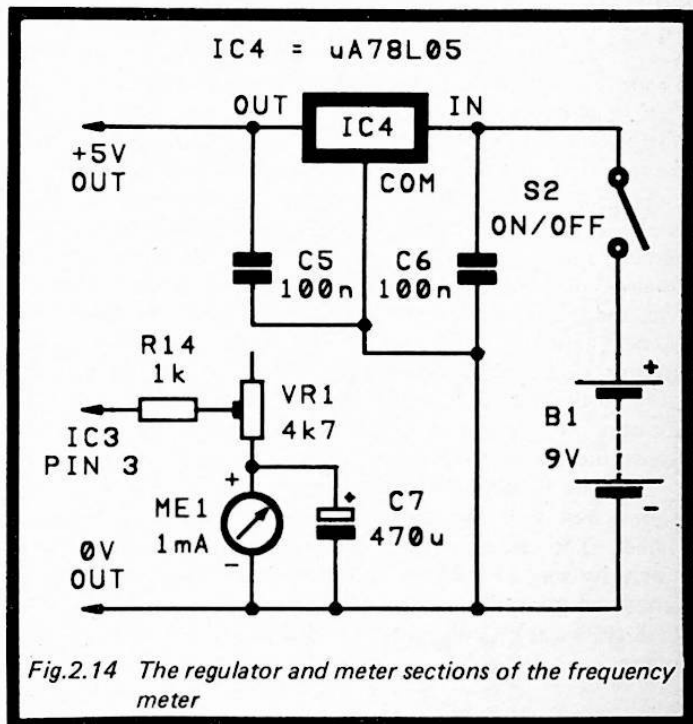 IC4 = uA78L05
OUT
IN
IC4
+5V
OUT
COM
S2
ON/OFF
C5
100n
C6
100n
R14
1k
VR1
4k7
IC3
PIN 3
+
B1
9V
-
+
ME1
1mA
-
+
C7
470u
0V
OUT
Fig.2.14 The regulator and meter sections of the frequency
meter